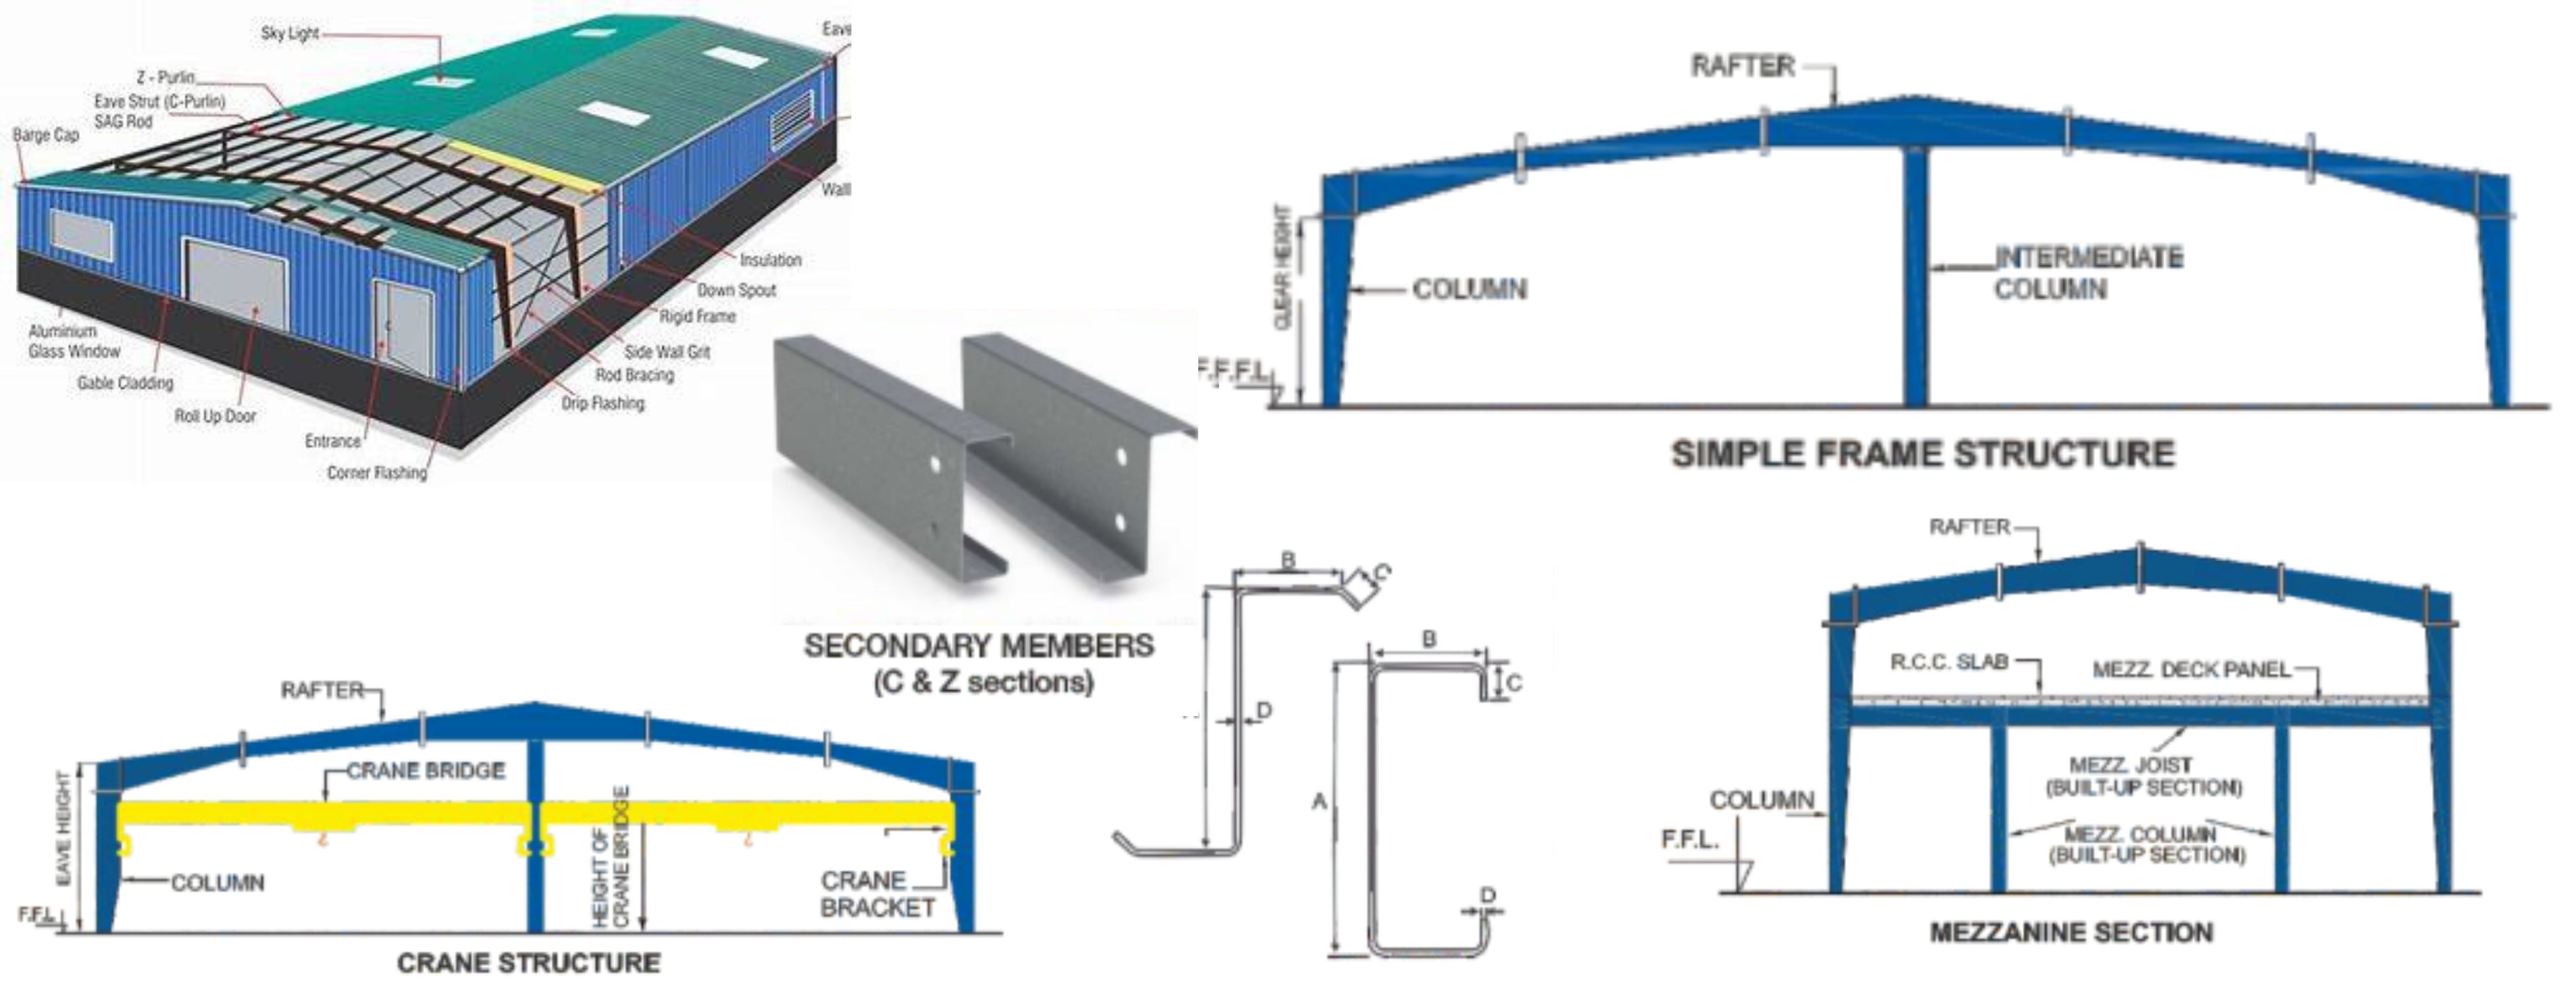 Sky Light
Eave
Z - Purlin
Eave Strut (C-Purlin)
SAG Rod
Barge Cap
Wall
Insulation
Down Spout
Rigid Frame
Side Wall Grit
Rod Bracing
Drip Flashing
Aluminium
Glass Window
Gable Cladding
Roll Up Door
Entrance
Corner Flashing
RAFTER
CLEAR HEIGHT
COLUMN
INTERMEDIATE
COLUMN
F.F.F.L
SIMPLE FRAME STRUCTURE
SECONDARY MEMBERS
(C & Z sections)
B
C
D
B
C
A
D
RAFTER
CRANE BRIDGE
EAVE HEIGHT
HEIGHT OF
CRANE BRIDGE
COLUMN
CRANE
BRACKET
F.F.L
CRANE STRUCTURE
RAFTER
R.C.C. SLAB
MEZZ. DECK PANEL
MEZZ. JOIST
(BUILT-UP SECTION)
COLUMN
MEZZ. COLUMN
(BUILT-UP SECTION)
F.F.L.
MEZZANINE SECTION